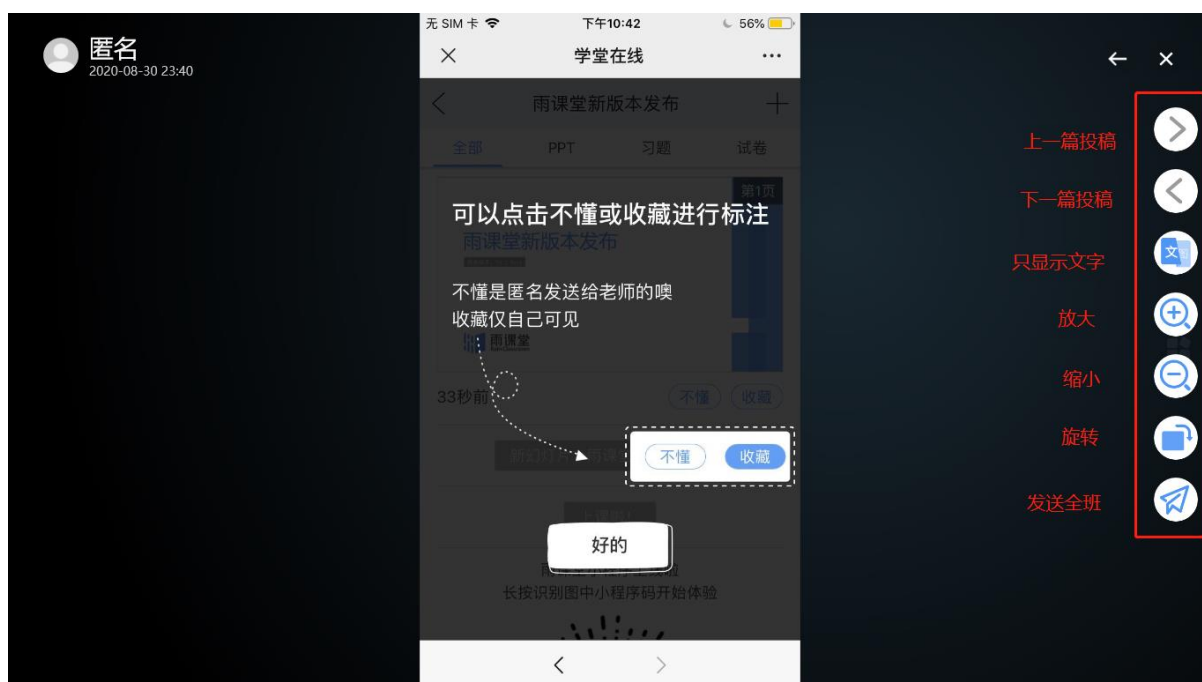 匿名
2020-08-30 23:40
无 SIM 卡
下午10:42
56%
学堂在线
雨课堂新版本发布
全部
PPT
习题
试卷
第1页
可以点击不懂或收藏进行标注
雨课堂新版本发布
不懂是匿名发送给老师的噢
收藏仅自己可见
雨课堂
33秒前
不懂
收藏
不懂
收藏
好的
长按识别图中小程序码开始体验
上一篇投稿
下一篇投稿
只显示文字
文
放大
缩小
旋转
发送全班